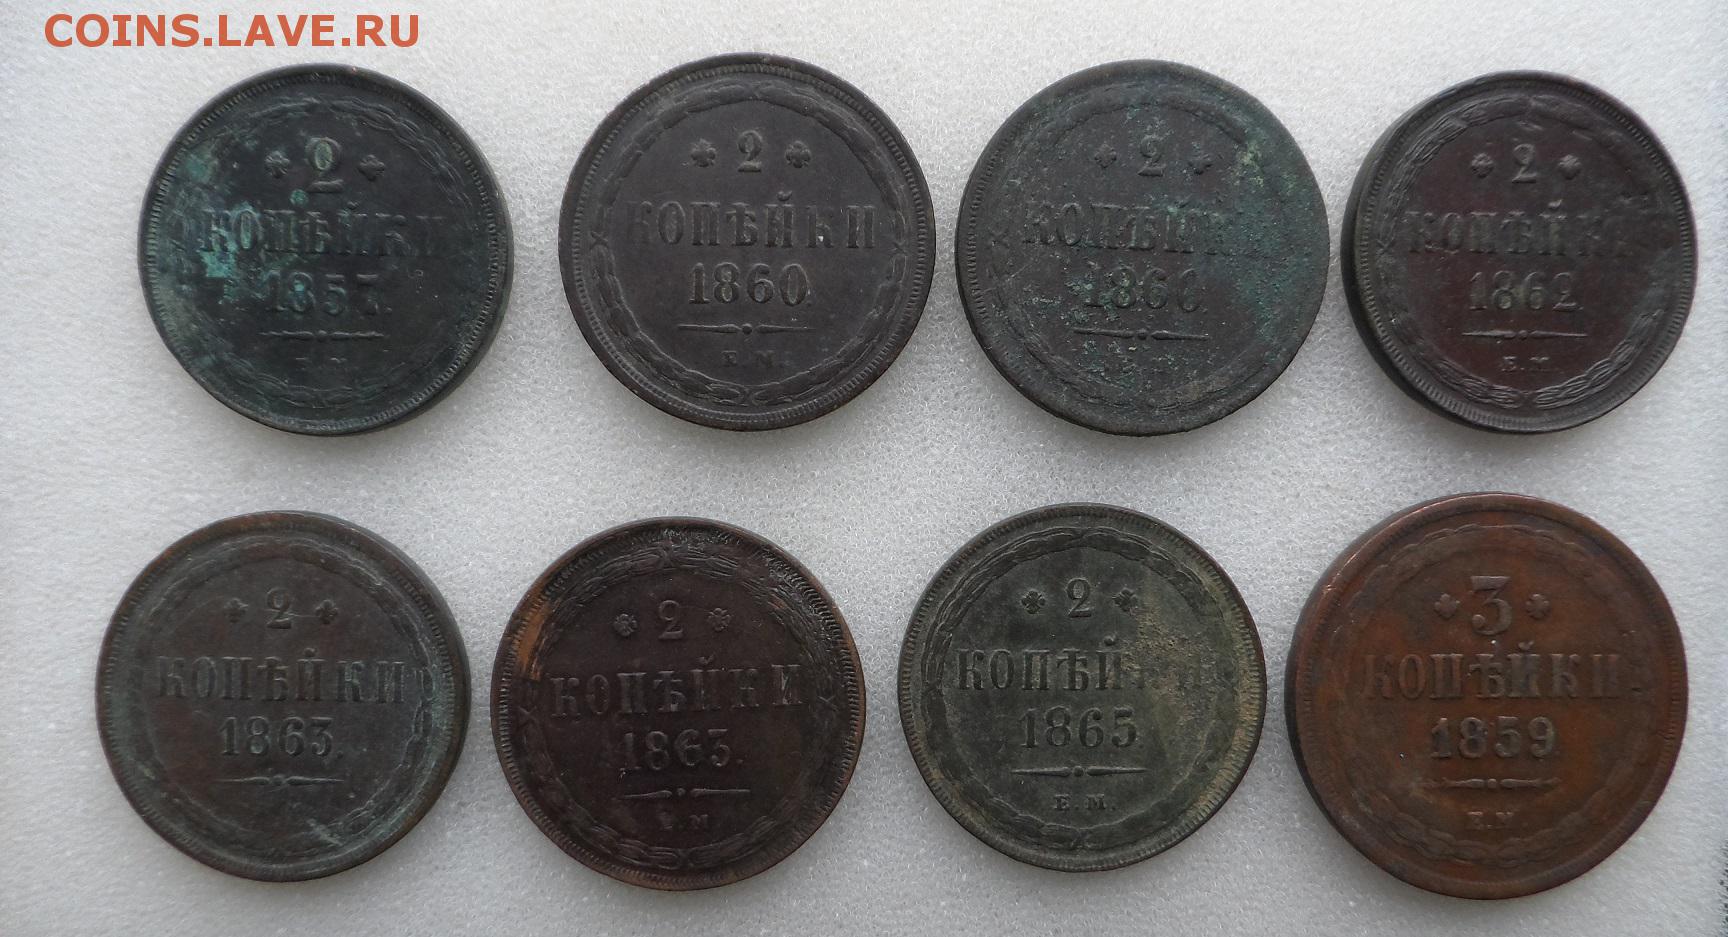 COINS.LAVE.RU
2
КОПѢЙКИ
1857.
2
КОПѢЙКИ
1860.
Е.М.
2
КОПѢЙКИ
1860.
2
КОПѢЙКИ
1862
Е.М.
2
КОПѢЙКИ
1863.
2
КОПѢЙКИ
1863.
2
КОПѢЙКИ
1865.
Е.М.
3
КОПѢЙКИ
1859.
Е.М.